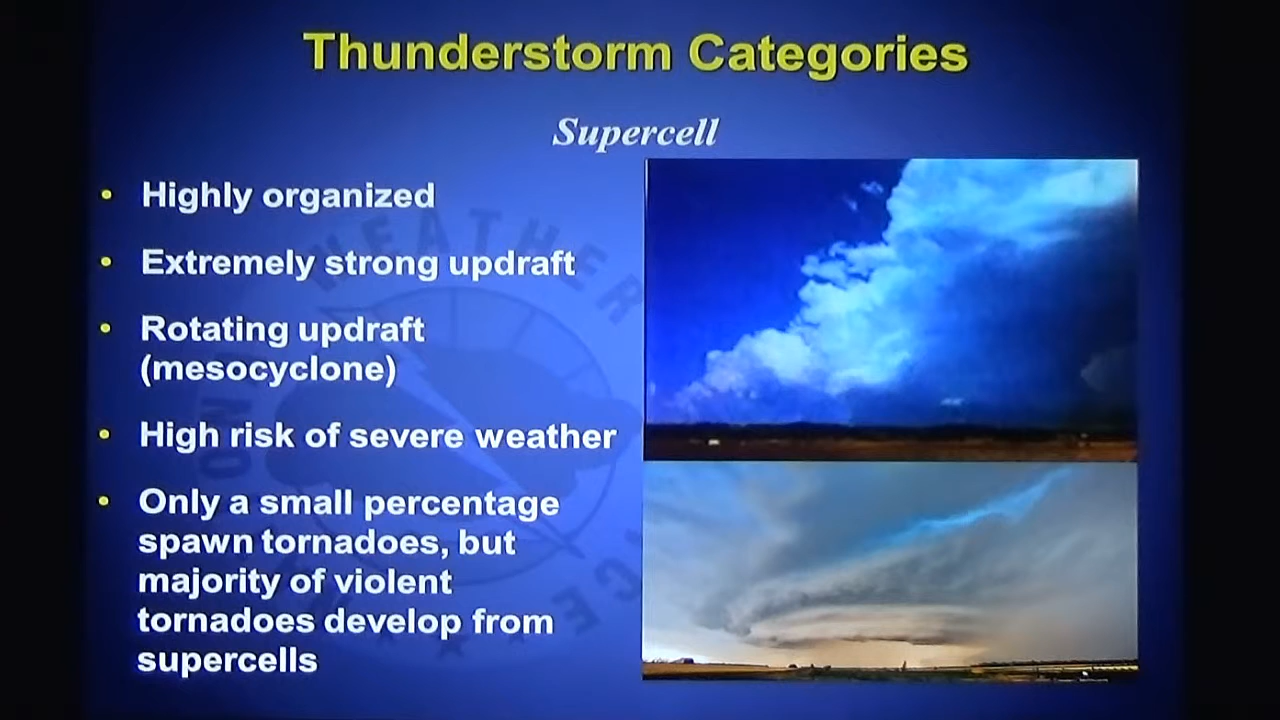 Thunderstorm Categories
Supercell
• Highly organized
• Extremely strong updraft
• Rotating updraft
(mesocyclone)
• High risk of severe weather
• Only a small percentage
spawn tornadoes, but
majority of violent
tornadoes develop from
supercells
WEATHER